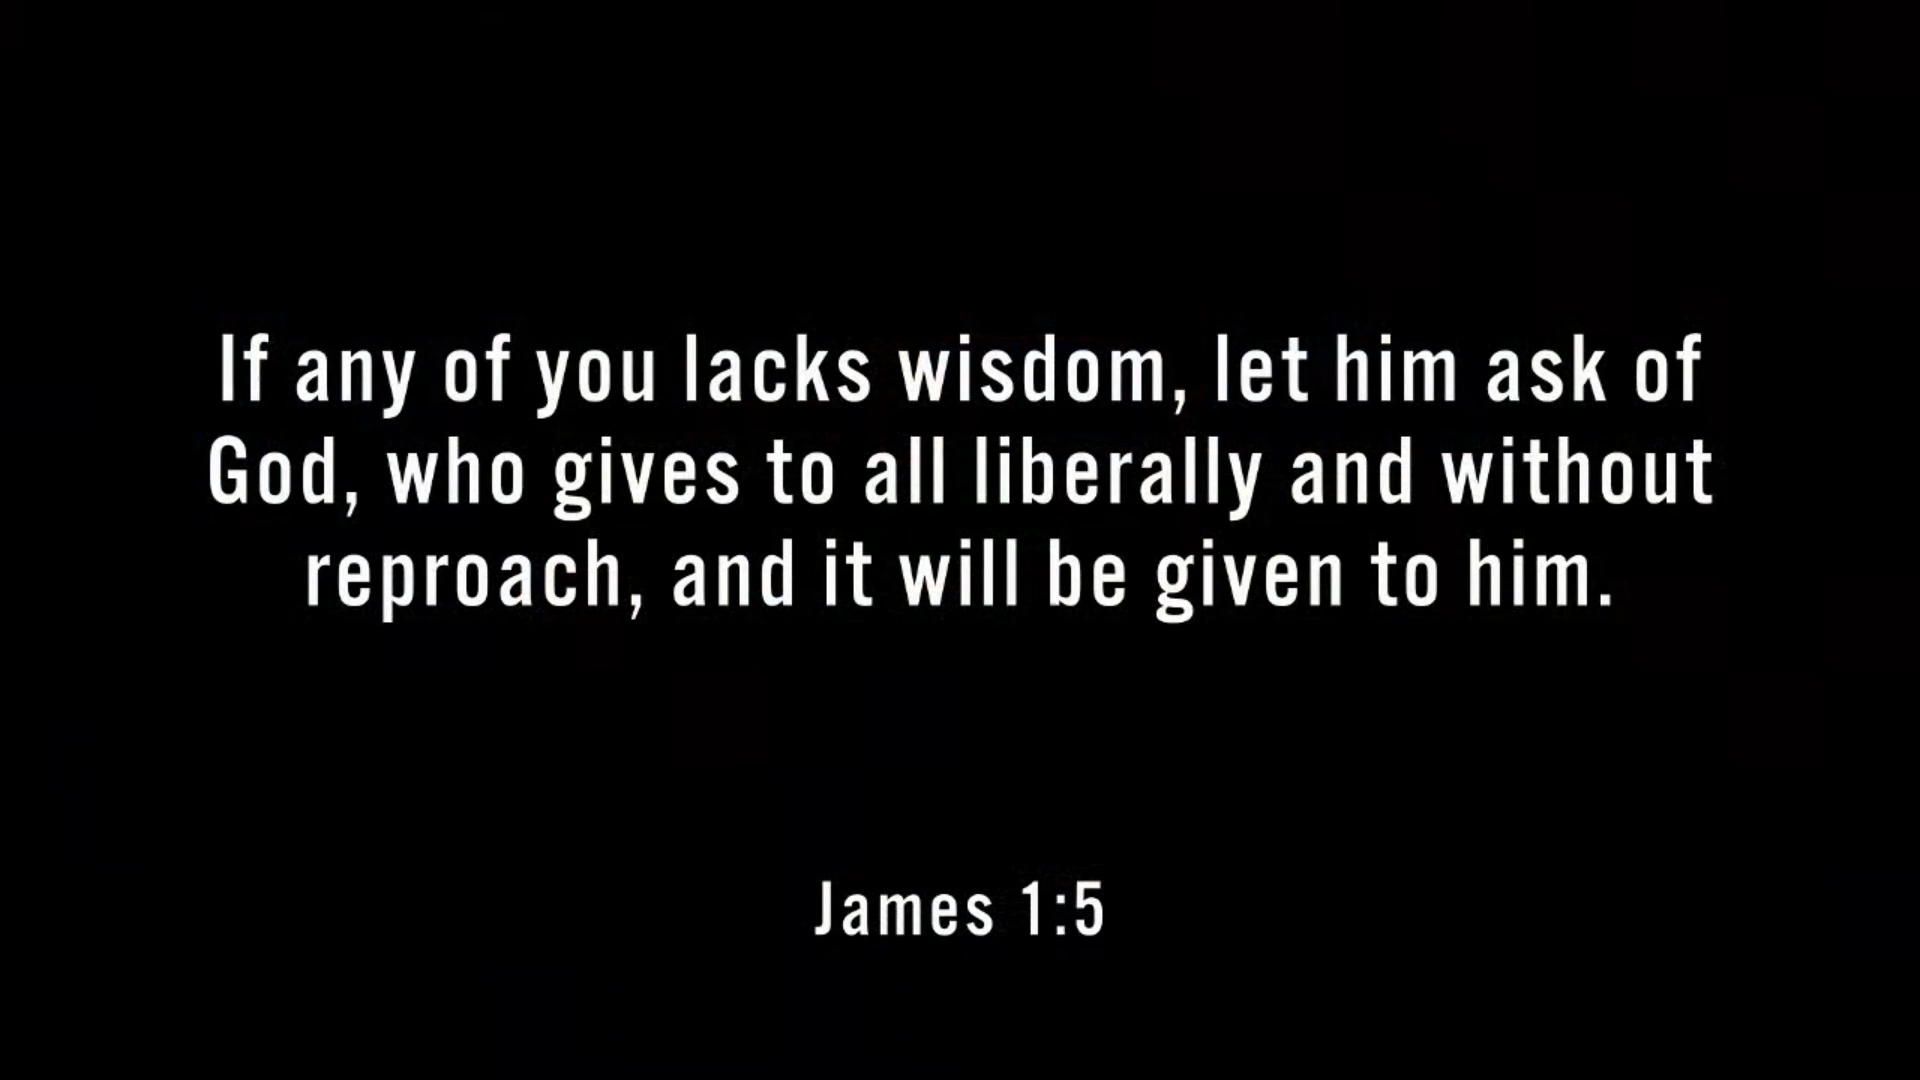 If any of you lacks wisdom, let him ask of
God, who gives to all liberally and without
reproach, and it will be given to him.
James 1:5